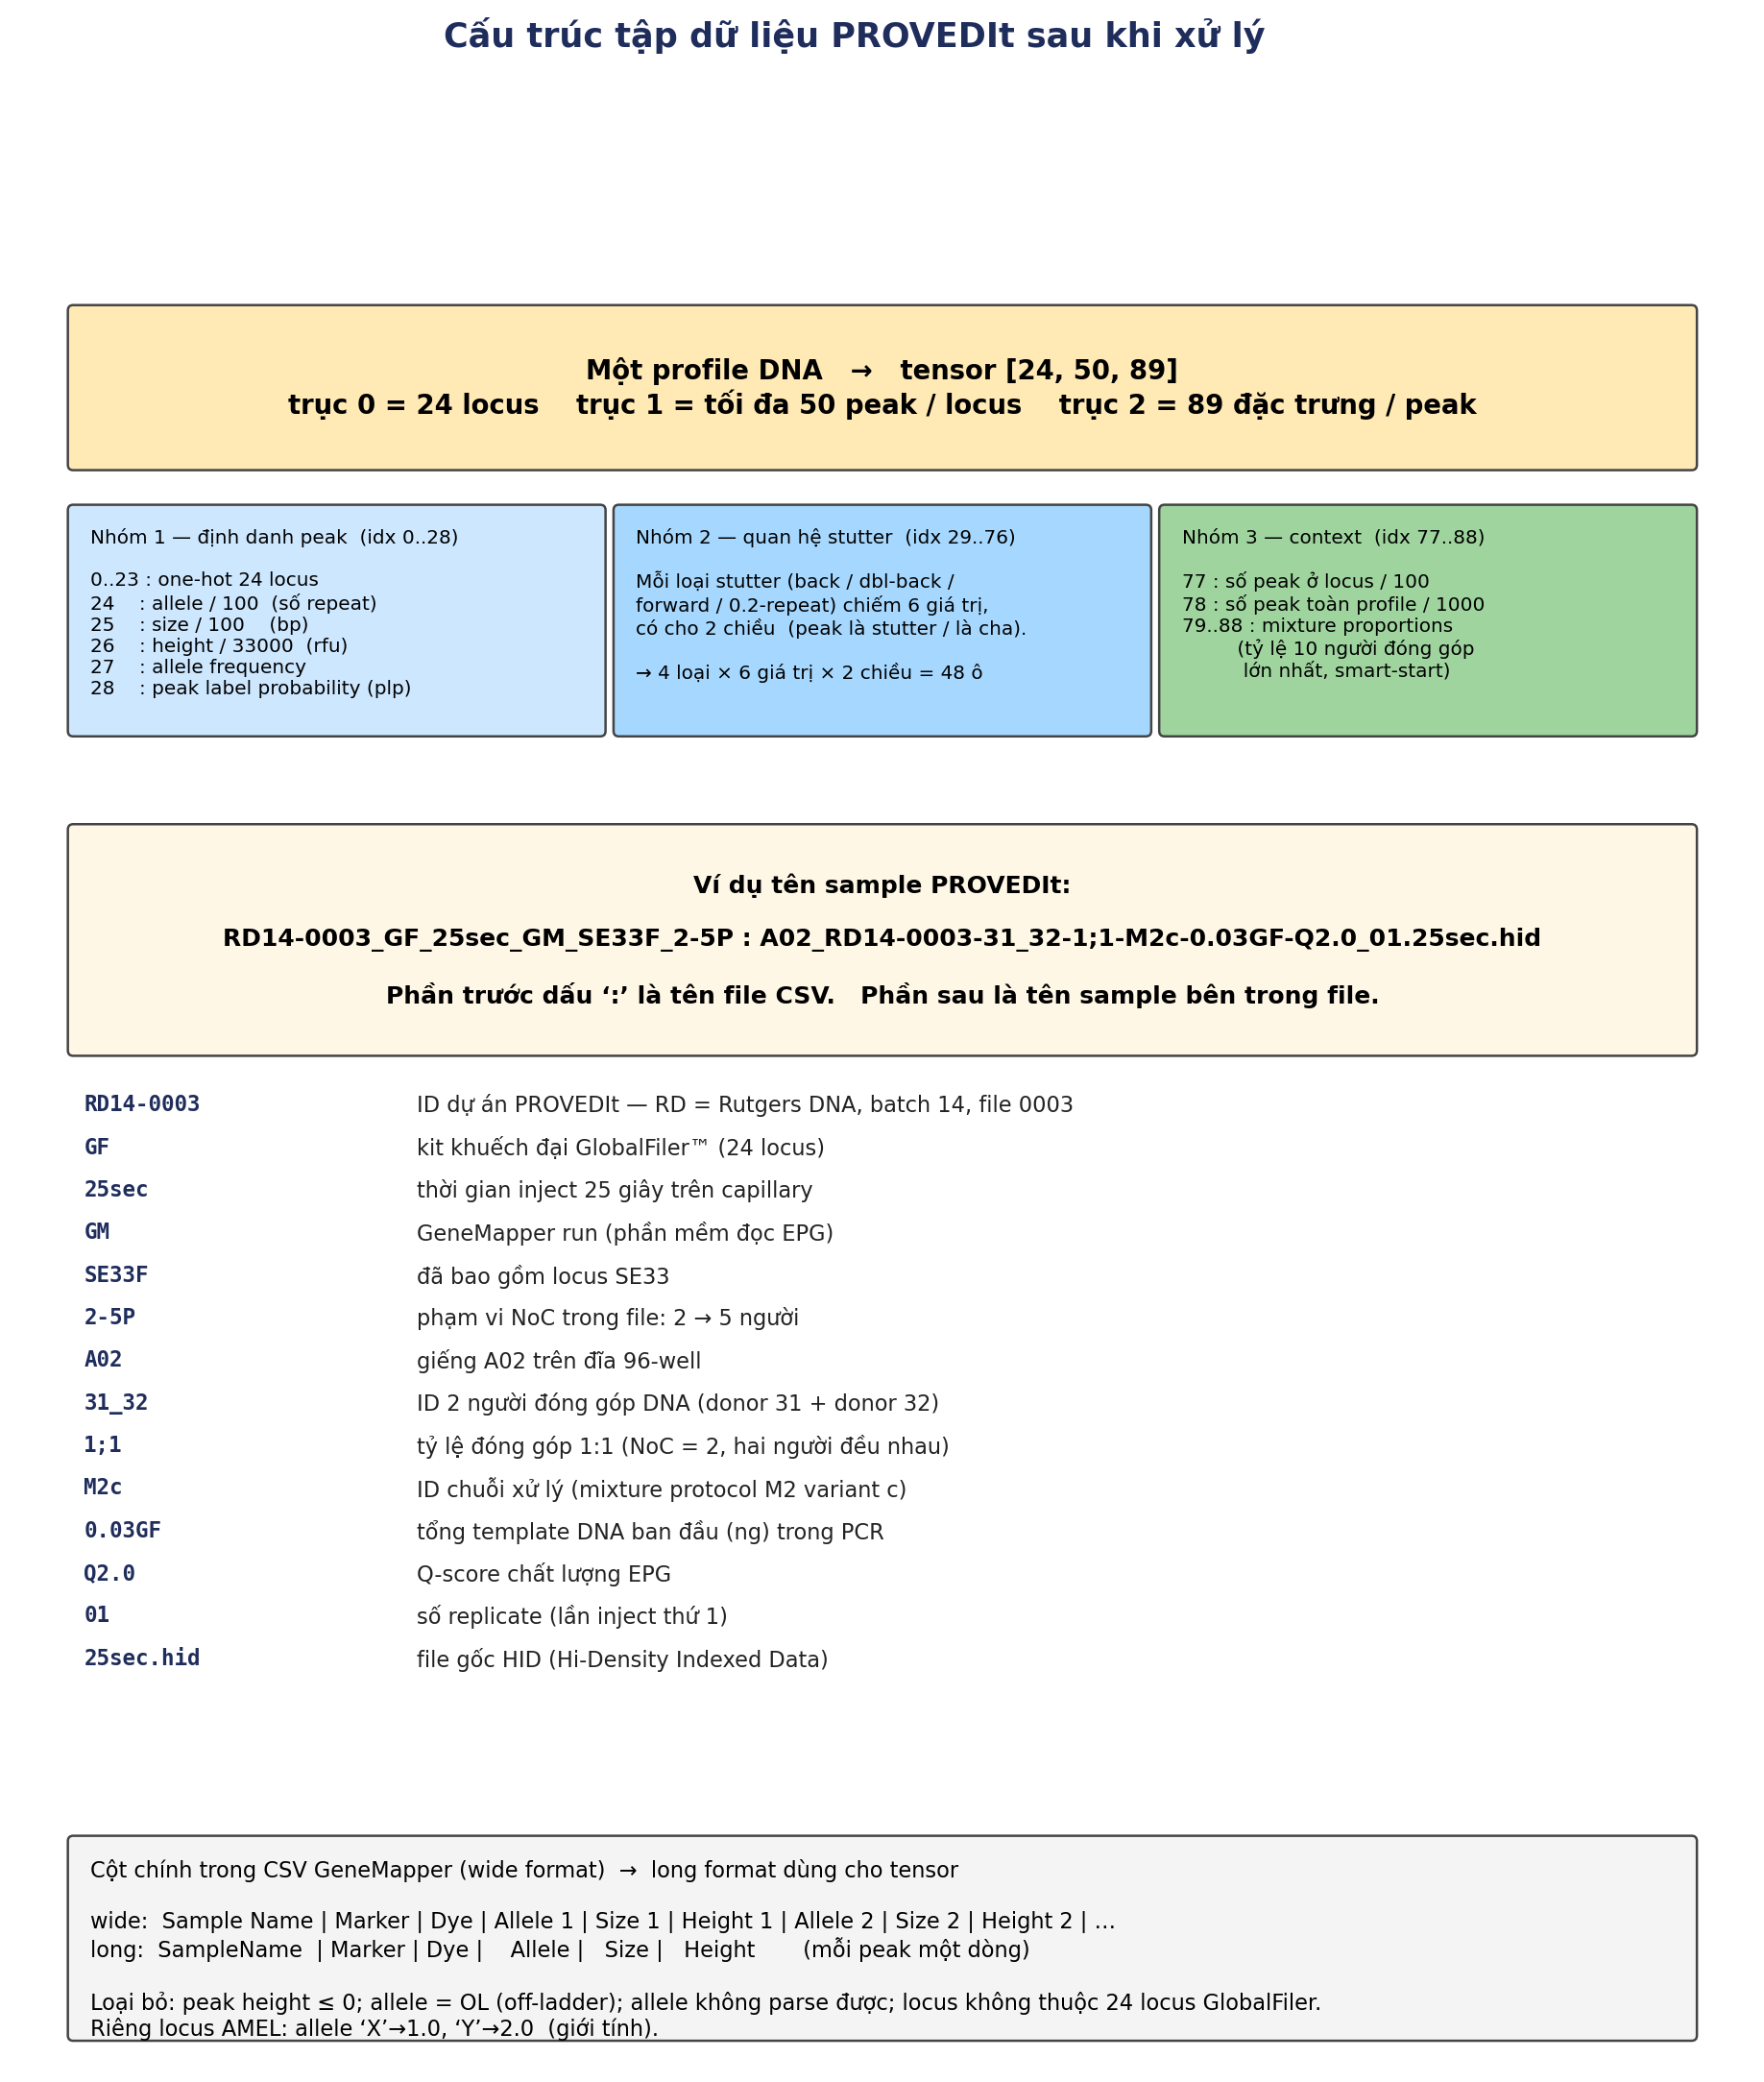 Cấu trúc tập dữ liệu PROVEDIt sau khi xử lý
Một profile DNA → tensor [24, 50, 89]
trục 0 = 24 locus trục 1 = tối đa 50 peak / locus trục 2 = 89 đặc trưng / peak
Nhóm 1 — định danh peak (idx 0..28)
0..23 : one-hot 24 locus
24 : allele / 100 (số repeat)
25 : size / 100 (bp)
26 : height / 33000 (rfu)
27 : allele frequency
28 : peak label probability (plp)
Nhóm 2 — quan hệ stutter (idx 29..76)
Mỗi loại stutter (back / dbl-back /
forward / 0.2-repeat) chiếm 6 giá trị,
có cho 2 chiều (peak là stutter / là cha).
→ 4 loại × 6 giá trị × 2 chiều = 48 ô
Nhóm 3 — context (idx 77..88)
77 : số peak ở locus / 100
78 : số peak toàn profile / 1000
79..88 : mixture proportions
(tỷ lệ 10 người đóng góp
lớn nhất, smart-start)
Ví dụ tên sample PROVEDIt:
RD14-0003_GF_25sec_GM_SE33F_2-5P : A02_RD14-0003-31_32-1;1-M2c-0.03GF-Q2.0_01.25sec.hid
Phần trước dấu ‘:’ là tên file CSV. Phần sau là tên sample bên trong file.
RD14-0003 ID dự án PROVEDIt — RD = Rutgers DNA, batch 14, file 0003
GF kit khuếch đại GlobalFiler™ (24 locus)
25sec thời gian inject 25 giây trên capillary
GM GeneMapper run (phần mềm đọc EPG)
SE33F đã bao gồm locus SE33
2-5P phạm vi NoC trong file: 2 → 5 người
A02 giếng A02 trên đĩa 96-well
31_32 ID 2 người đóng góp DNA (donor 31 + donor 32)
1;1 tỷ lệ đóng góp 1:1 (NoC = 2, hai người đều nhau)
M2c ID chuỗi xử lý (mixture protocol M2 variant c)
0.03GF tổng template DNA ban đầu (ng) trong PCR
Q2.0 Q-score chất lượng EPG
01 số replicate (lần inject thứ 1)
25sec.hid file gốc HID (Hi-Density Indexed Data)
Cột chính trong CSV GeneMapper (wide format) → long format dùng cho tensor
wide: Sample Name | Marker | Dye | Allele 1 | Size 1 | Height 1 | Allele 2 | Size 2 | Height 2 | ...
long: SampleName | Marker | Dye | Allele | Size | Height (mỗi peak một dòng)
Loại bỏ: peak height ≤ 0; allele = OL (off-ladder); allele không parse được; locus không thuộc 24 locus GlobalFiler.
Riêng locus AMEL: allele ‘X’→1.0, ‘Y’→2.0 (giới tính).